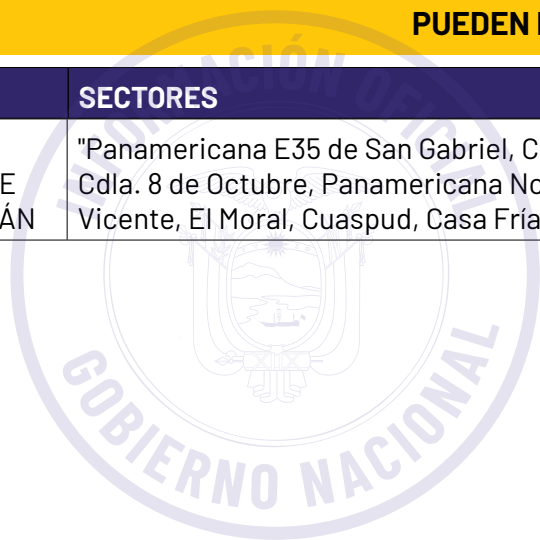 PUEDEN
SECTORES
"Panamericana E35 de San Gabriel, C
E Cdla. 8 de Octubre, Panamericana No
ÁN Vicente, El Moral, Cuaspud, Casa Fría
INFORMACIÓN OFICIAL
GOBIERNO NACIONAL